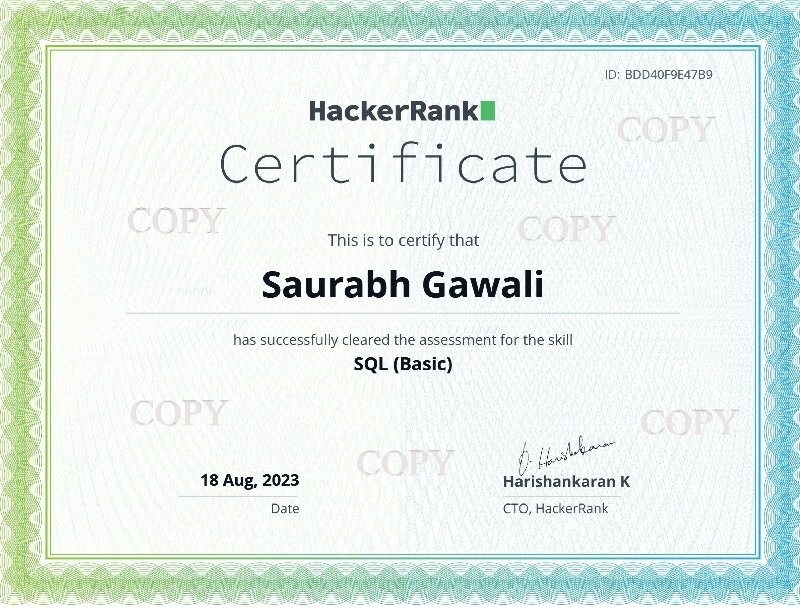 ID: BDD40F9E47B9
HackerRank
COPY
Certificate
COPY
COPY
This is to certify that
Saurabh Gawali
has successfully cleared the assessment for the skill
SQL (Basic)
COPY
COPY
COPY
D. Harishankaran
18 Aug, 2023
Harishankaran K
Date
CTO, HackerRank